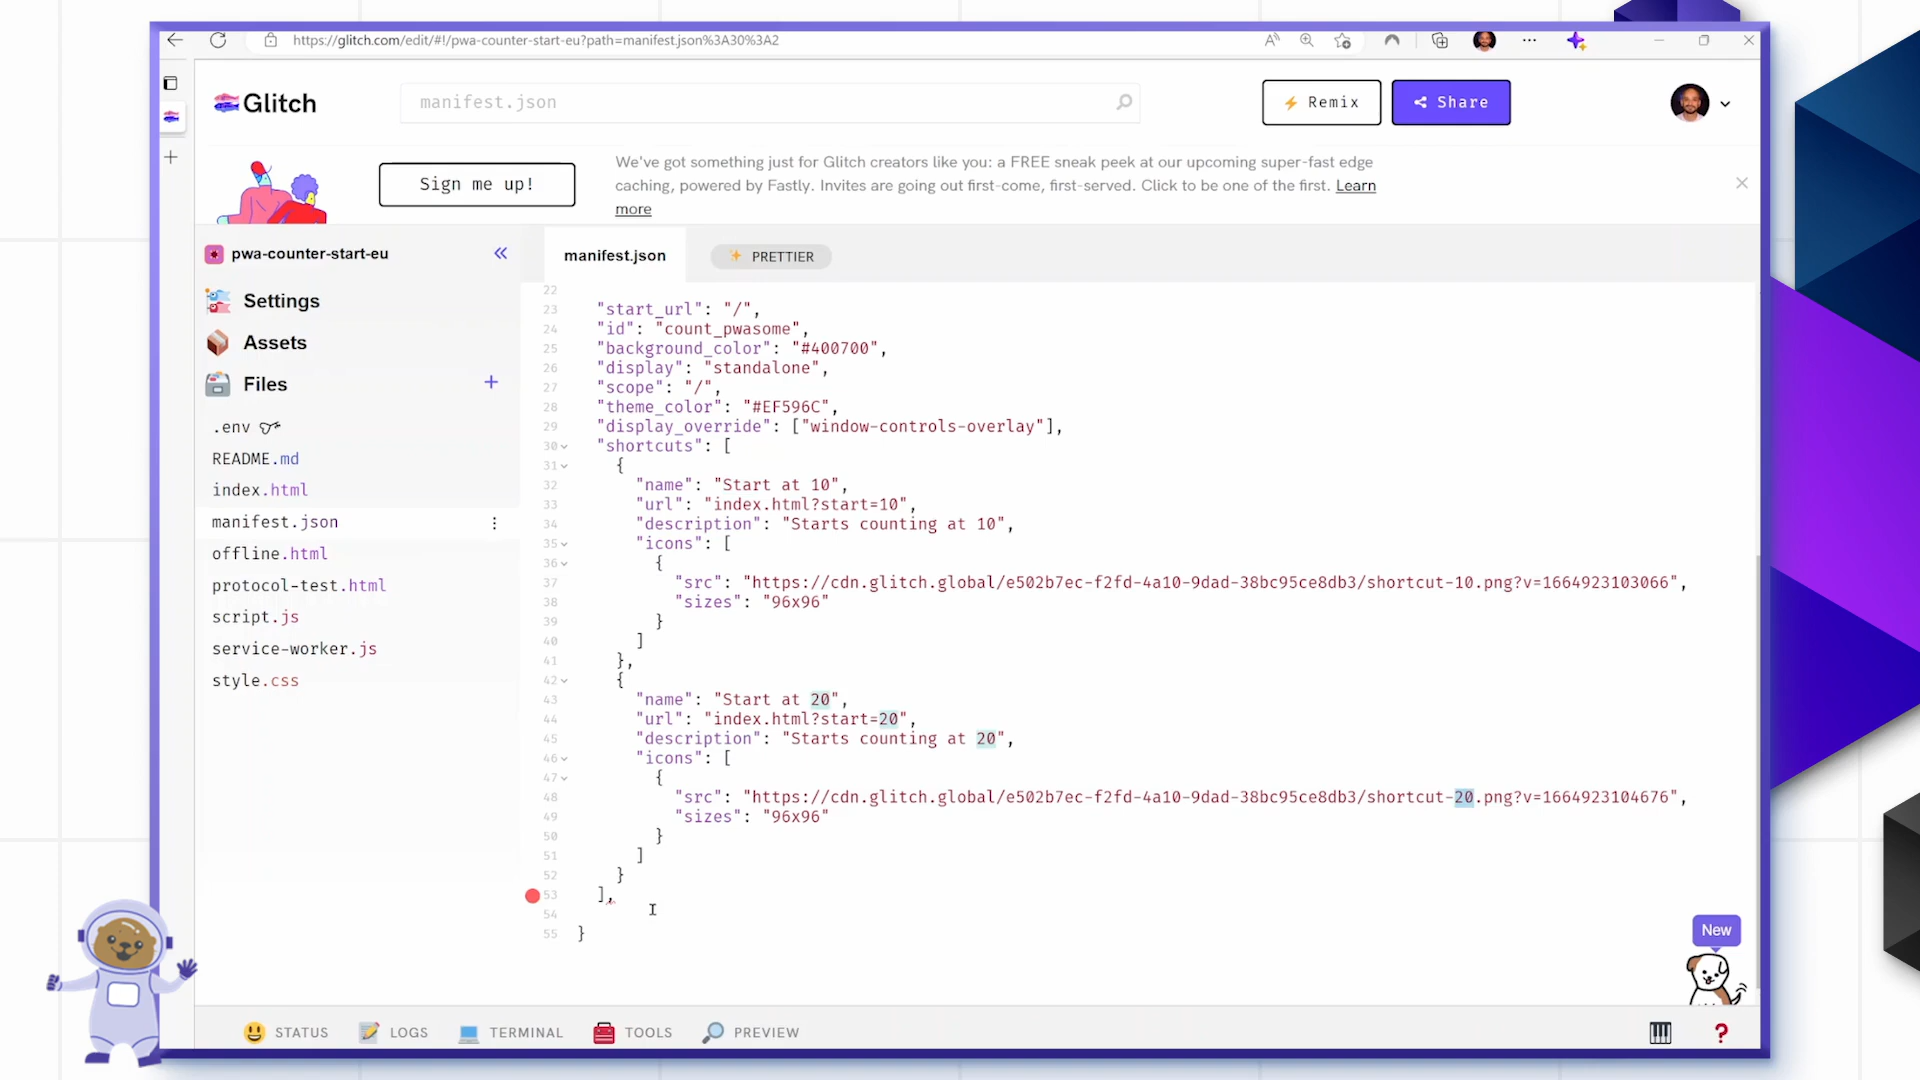 https://glitch.com/edit/#!/pwa-counter-start-eu?path=manifest.json%3A30%3A2
Glitch
manifest.json
Remix
Share
Sign me up!
We've got something just for Glitch creators like you: a FREE sneak peek at our upcoming super-fast edge
caching, powered by Fastly. Invites are going out first-come, first-served. Click to be one of the first. Learn
more
pwa-counter-start-eu
manifest.json
PRETTIER
Settings
Assets
Files
.env
README.md
index.html
manifest.json
offline.html
protocol-test.html
script.js
service-worker.js
style.css
22
23 "start_url": "/",
24 "id": "count_pwasome",
25 "background_color": "#400700",
26 "display": "standalone",
27 "scope": "/",
28 "theme_color": "#EF596C",
29 "display_override": ["window-controls-overlay"],
30 "shortcuts": [
31 {
32 "name": "Start at 10",
33 "url": "index.html?start=10",
34 "description": "Starts counting at 10",
35 "icons": [
36 {
37 "src": "https://cdn.glitch.global/e502b7ec-f2fd-4a10-9dad-38bc95ce8db3/shortcut-10.png?v=1664923103066",
38 "sizes": "96x96"
39 }
40 ]
41 },
42 {
43 "name": "Start at 20",
44 "url": "index.html?start=20",
45 "description": "Starts counting at 20",
46 "icons": [
47 {
48 "src": "https://cdn.glitch.global/e502b7ec-f2fd-4a10-9dad-38bc95ce8db3/shortcut-20.png?v=1664923104676",
49 "sizes": "96x96"
50 }
51 ]
52 }
53 ],
54
55 }
New
STATUS
LOGS
TERMINAL
TOOLS
PREVIEW
?